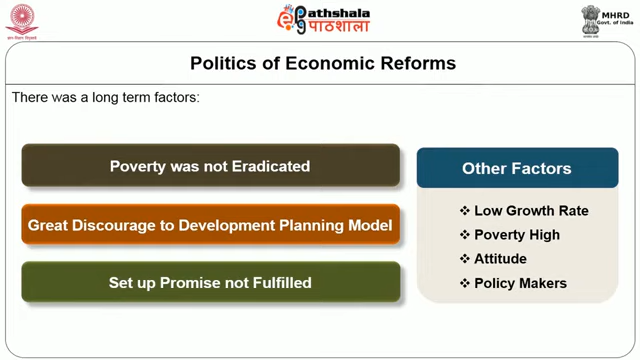 ePathshala
पाठशाला
MHRD
Govt. of India
Politics of Economic Reforms
There was a long term factors:
Poverty was not Eradicated
Great Discourage to Development Planning Model
Set up Promise not Fulfilled
Other Factors
❖ Low Growth Rate
❖ Poverty High
❖ Attitude
❖ Policy Makers